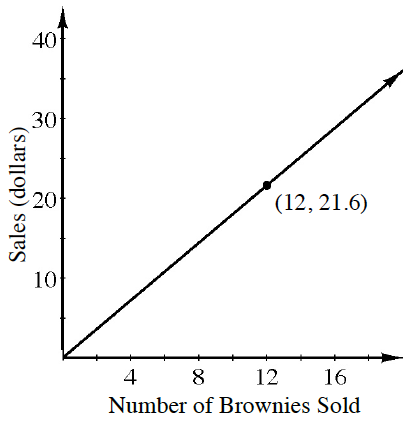 40
30
20
10
Sales (dollars)
(12, 21.6)
4 8 12 16
Number of Brownies Sold